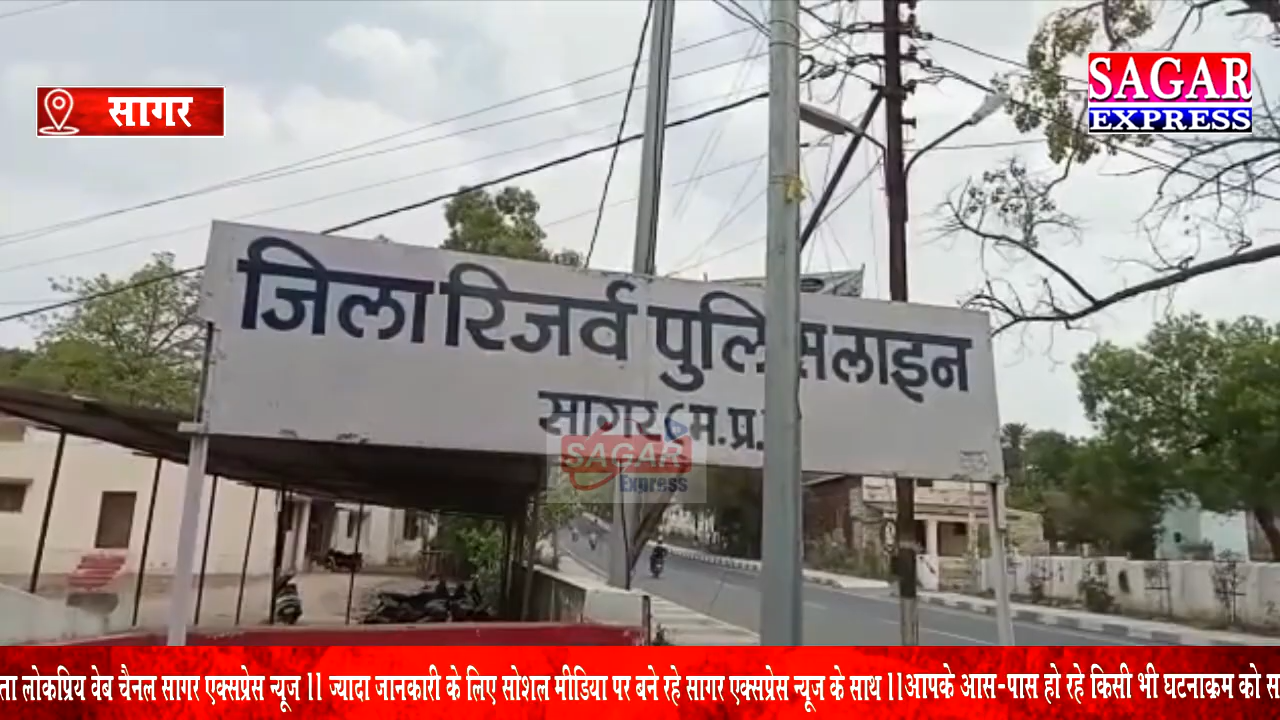 सागर
SAGAR
EXPRESS
जिला रिजर्व पुलिस लाइन
सागर (म.प्र.
SAGAR
Express
ता लोकप्रिय वेब चैनल सागर एक्सप्रेस न्यूज ।। ज्यादा जानकारी के लिए सोशल मीडिया पर बने रहे सागर एक्सप्रेस न्यूज के साथ ।।आपके आस-पास हो रहे किसी भी घटनाक्रम को स